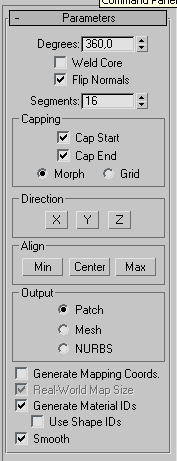 Command Panel
- Parameters
Degrees: 360,0
Weld Core
Flip Normals
Segments: 16
Capping
Cap Start
Cap End
Morph Grid
Direction
X Y Z
Align
Min Center Max
Output
Patch
Mesh
NURBS
Generate Mapping Coords.
Real-World Map Size
Generate Material IDs
Use Shape IDs
Smooth